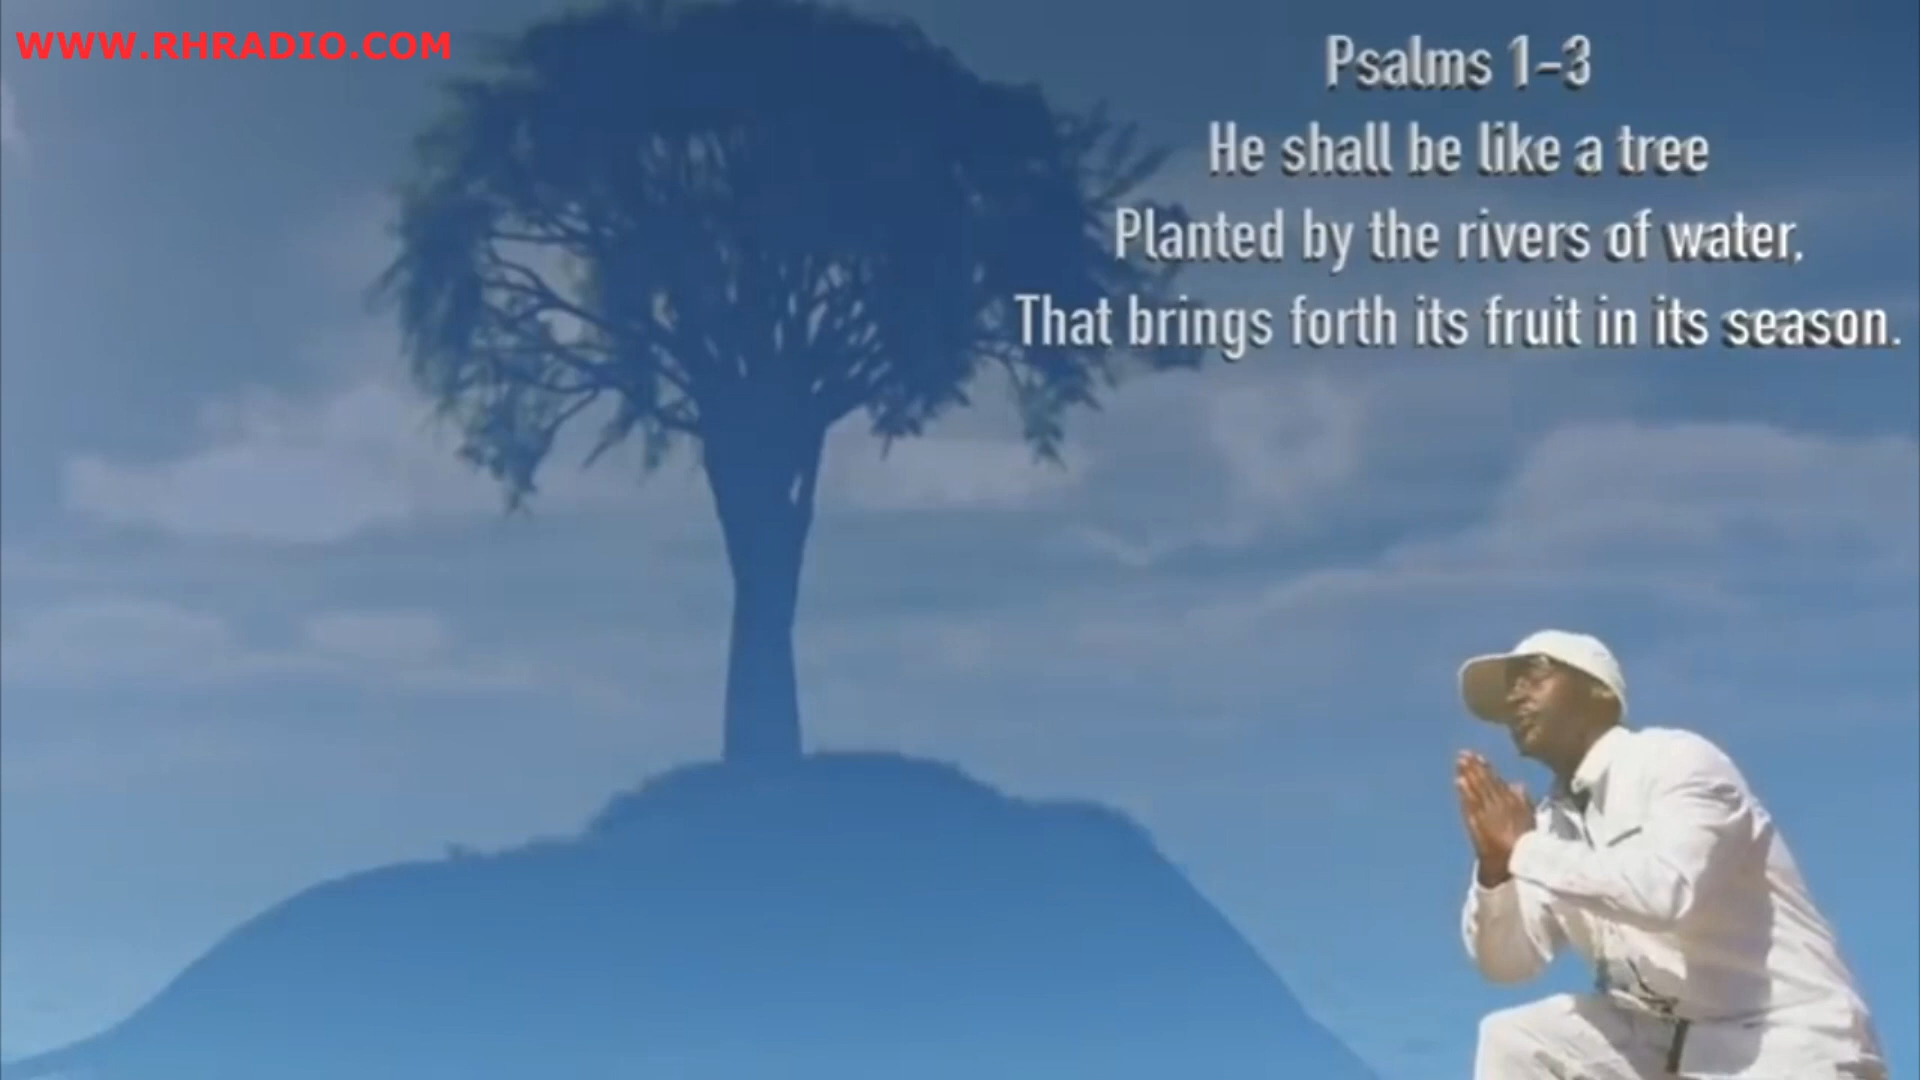 WWW.RHRADIO.COM
Psalms 1-3
He shall be like a tree
Planted by the rivers of water,
That brings forth its fruit in its season.